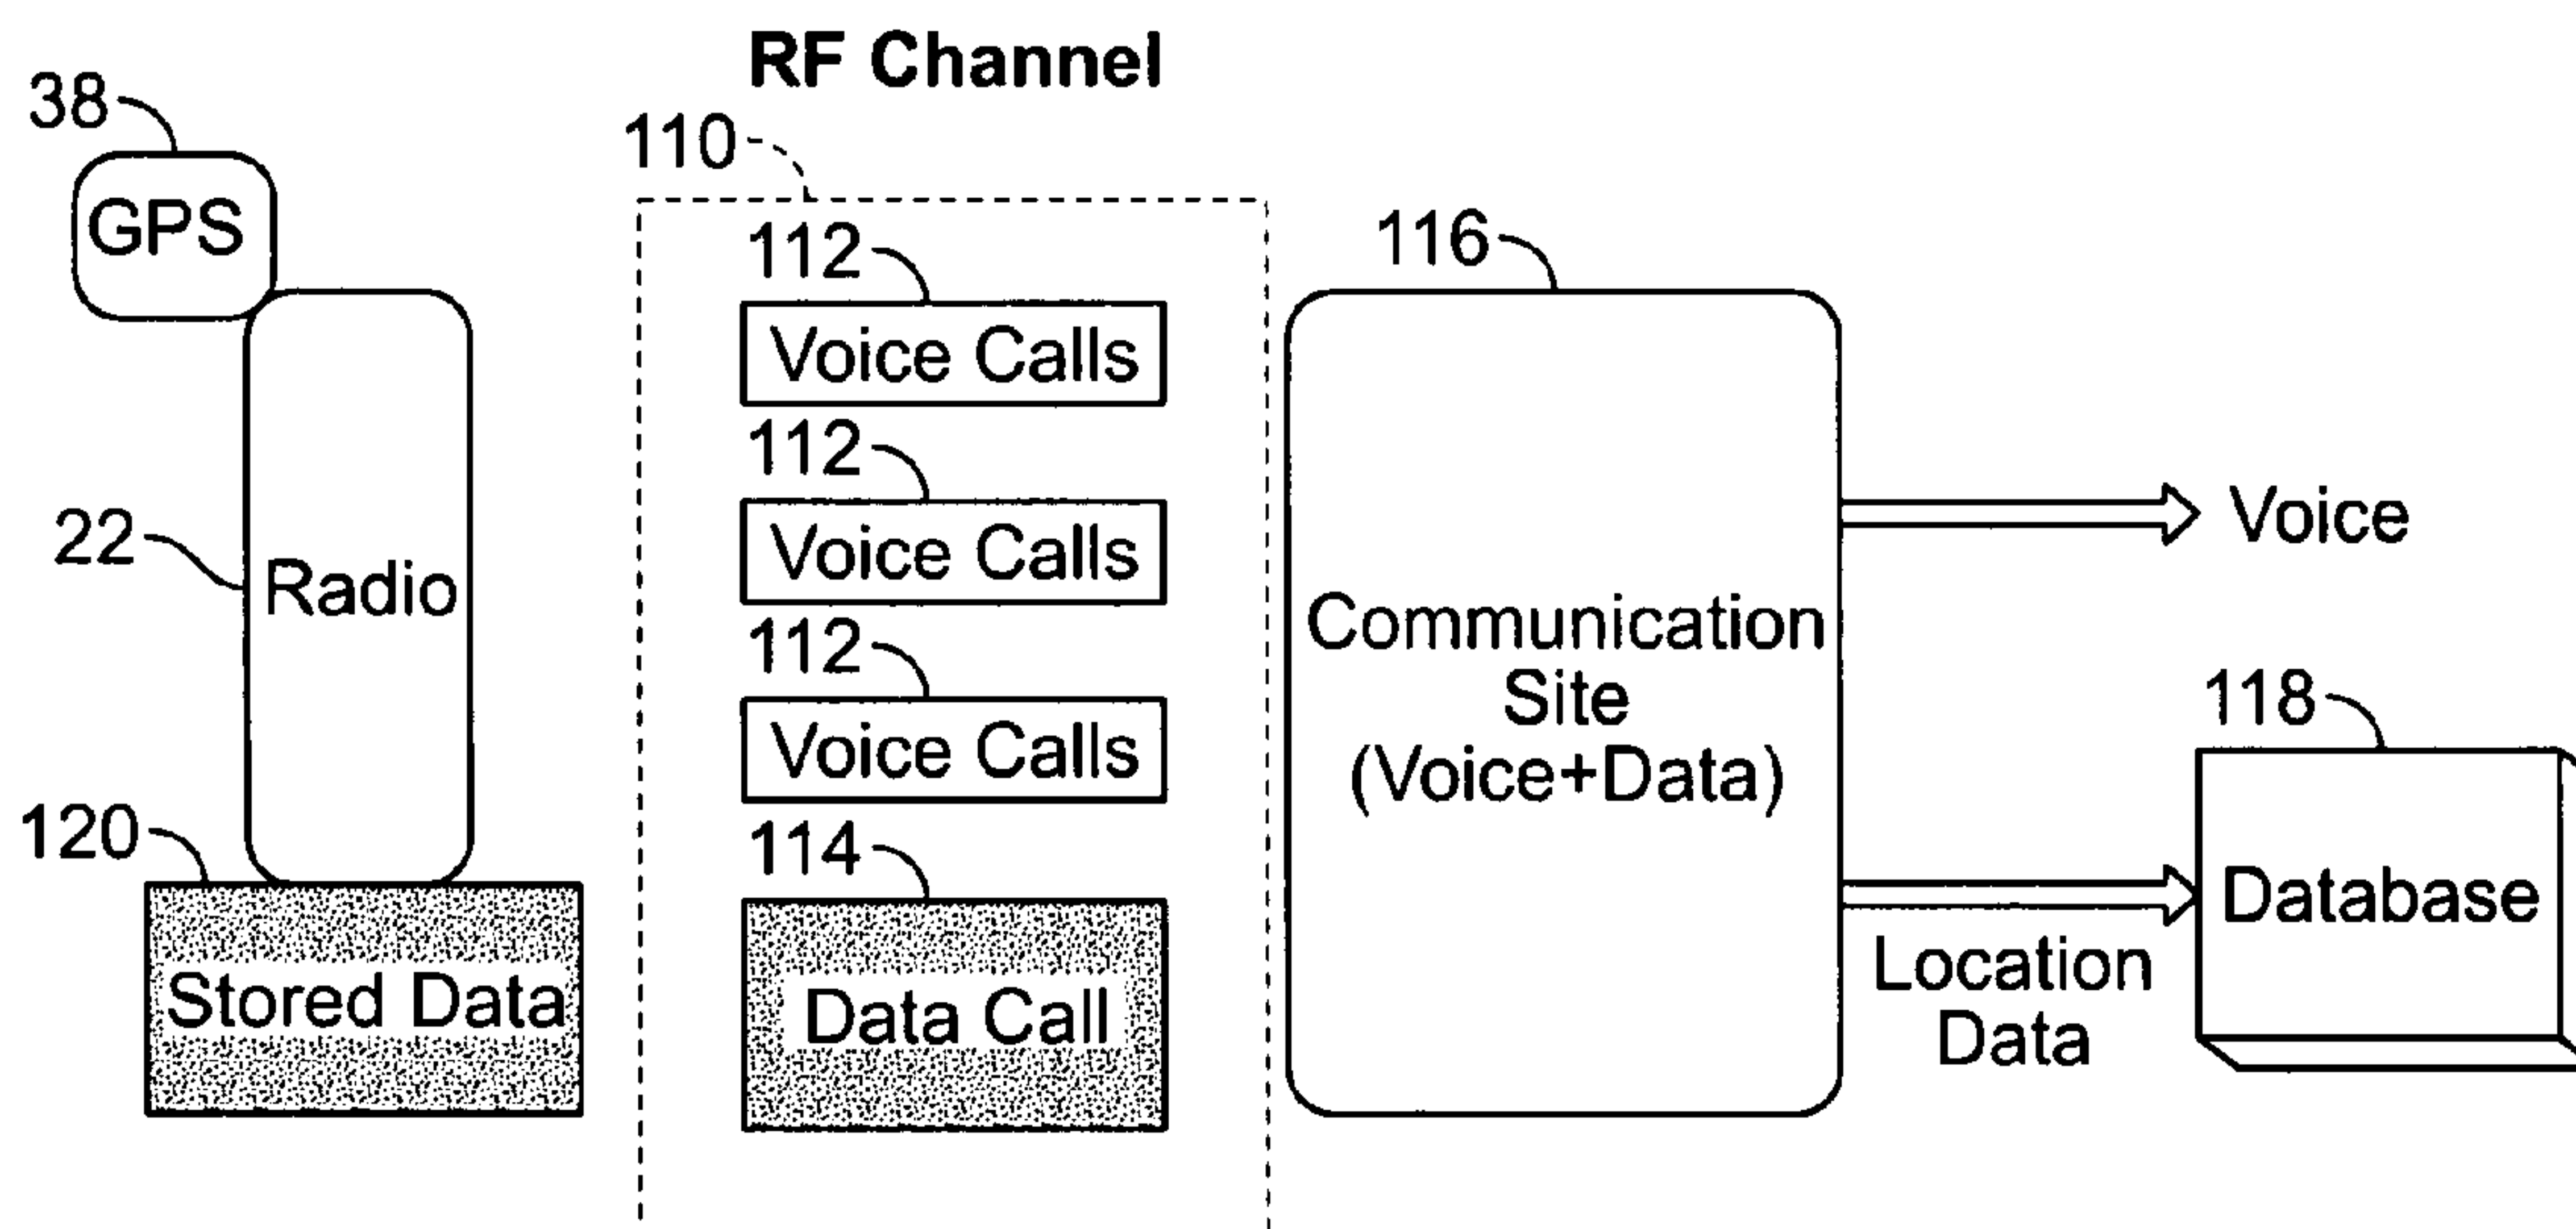 RF Channel
38
GPS
110
112
Voice Calls
116
112
Voice Calls
Voice
22
Radio
112
Voice Calls
Communication
Site
(Voice+Data)
118
120
114
Database
Stored Data
Data Call
Location
Data